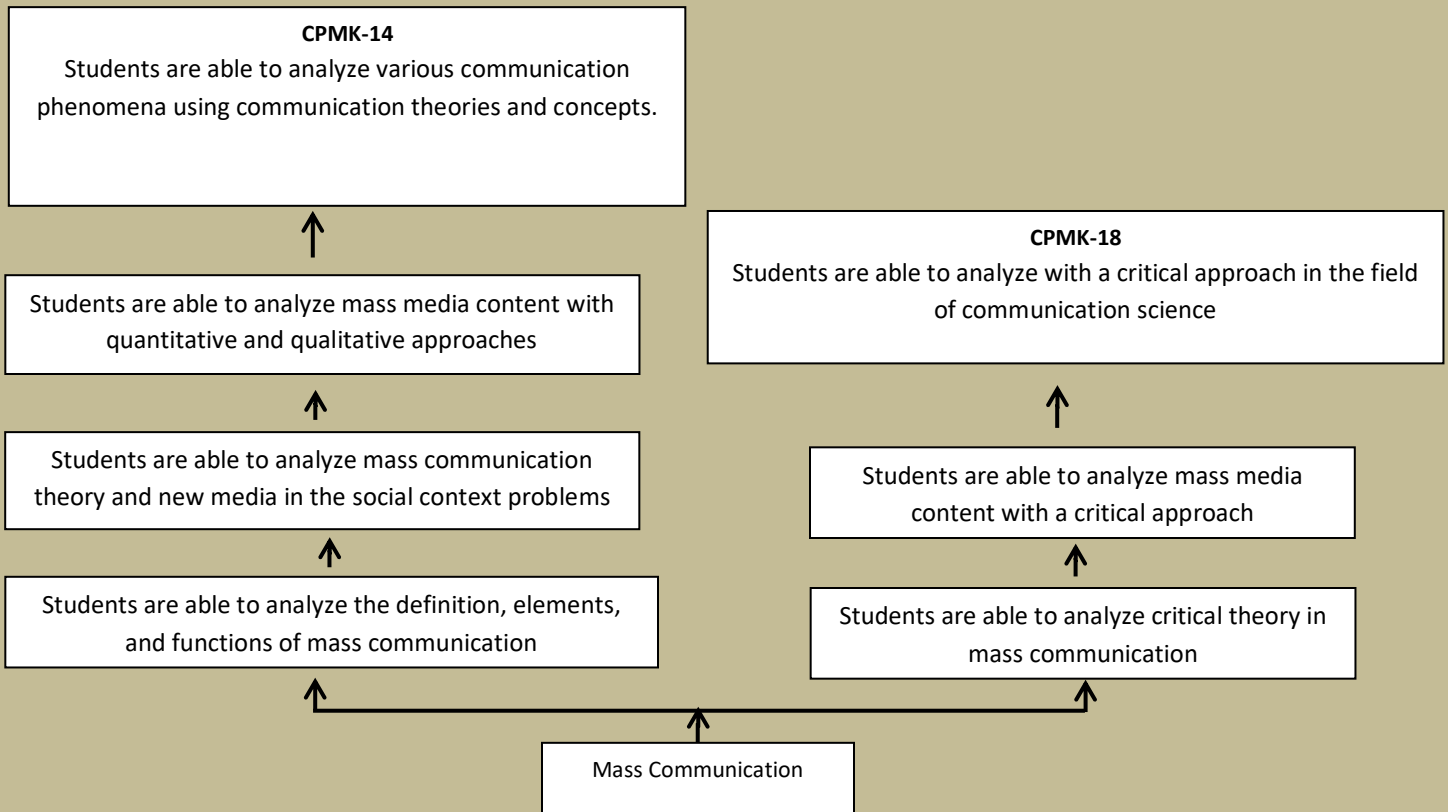 CPMK-14
Students are able to analyze various communication
phenomena using communication theories and concepts.
CPMK-18
Students are able to analyze with a critical approach in the field
of communication science
Students are able to analyze mass media content with
quantitative and qualitative approaches
Students are able to analyze mass communication
theory and new media in the social context problems
Students are able to analyze mass media
content with a critical approach
Students are able to analyze the definition, elements,
and functions of mass communication
Students are able to analyze critical theory in
mass communication
Mass Communication